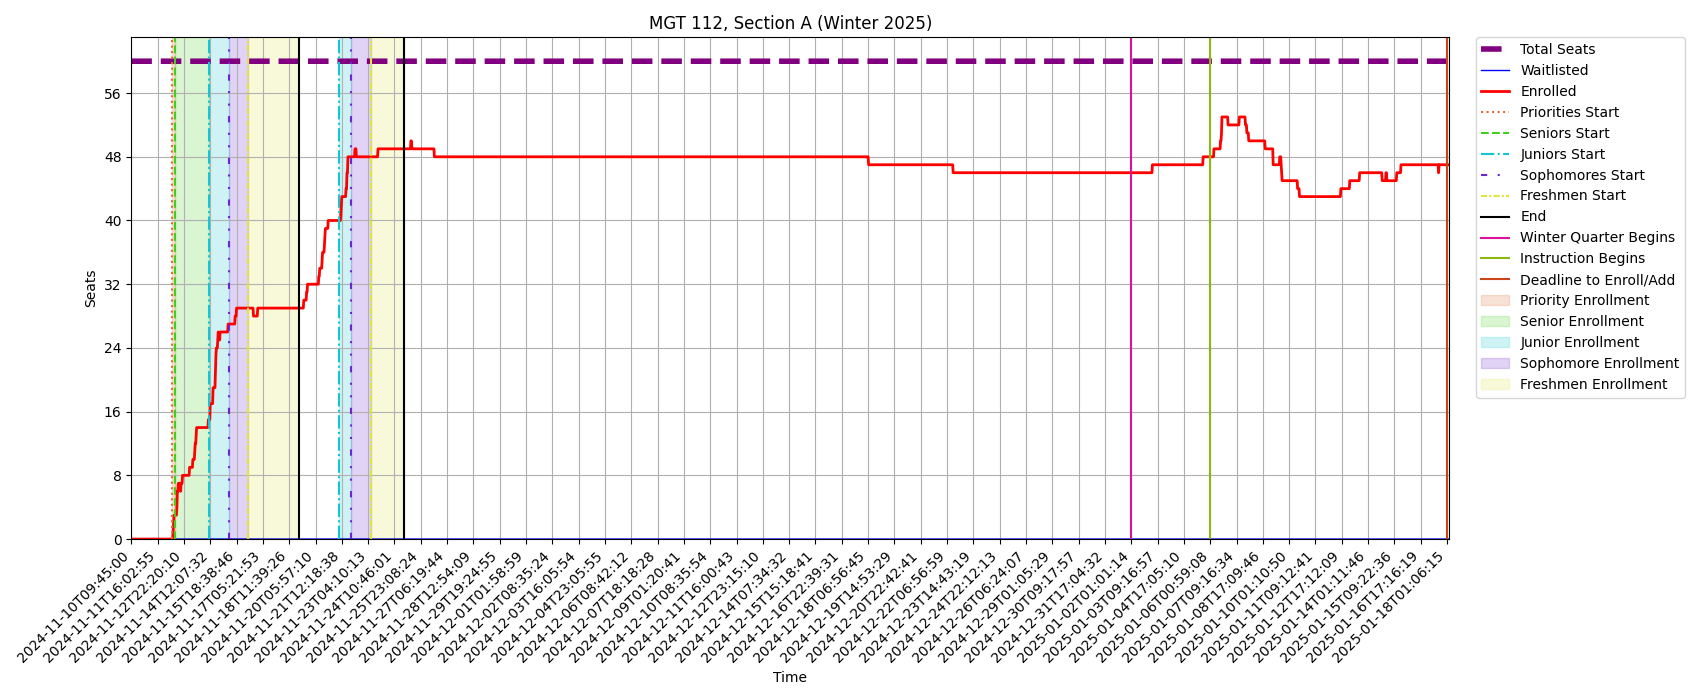 MGT 112, Section A (Winter 2025)
Seats
56
48
40
32
24
16
8
0
2024-11-10T09:45:00
2024-11-11T16:02:55
2024-11-12T22:20:10
2024-11-14T12:07:32
2024-11-15T18:38:46
2024-11-17T05:21:53
2024-11-18T11:39:26
2024-11-20T05:57:10
2024-11-21T12:18:38
2024-11-23T04:10:13
2024-11-24T10:46:01
2024-11-25T23:08:24
2024-11-27T06:19:44
2024-11-28T12:54:09
2024-11-29T19:24:55
2024-12-01T01:58:59
2024-12-02T08:35:24
2024-12-03T16:05:54
2024-12-04T23:05:55
2024-12-06T08:42:12
2024-12-07T18:18:28
2024-12-09T01:20:41
2024-12-10T08:35:54
2024-12-11T16:00:43
2024-12-12T23:15:10
2024-12-14T07:34:32
2024-12-15T15:18:41
2024-12-16T22:39:31
2024-12-18T06:56:45
2024-12-19T14:53:29
2024-12-20T22:42:41
2024-12-22T06:56:59
2024-12-23T14:43:19
2024-12-24T22:12:13
2024-12-26T06:24:07
2024-12-29T01:05:29
2024-12-30T09:17:57
2024-12-31T17:04:32
2025-01-02T01:01:14
2025-01-03T09:16:57
2025-01-04T17:05:10
2025-01-06T00:59:08
2025-01-07T09:16:34
2025-01-08T17:09:46
2025-01-10T01:10:50
2025-01-11T09:12:41
2025-01-12T17:12:09
2025-01-14T01:11:46
2025-01-15T09:22:36
2025-01-16T17:16:19
2025-01-18T01:06:15
Time
Total Seats
Waitlisted
Enrolled
Priorities Start
Seniors Start
Juniors Start
Sophomores Start
Freshmen Start
End
Winter Quarter Begins
Instruction Begins
Deadline to Enroll/Add
Priority Enrollment
Senior Enrollment
Junior Enrollment
Sophomore Enrollment
Freshmen Enrollment